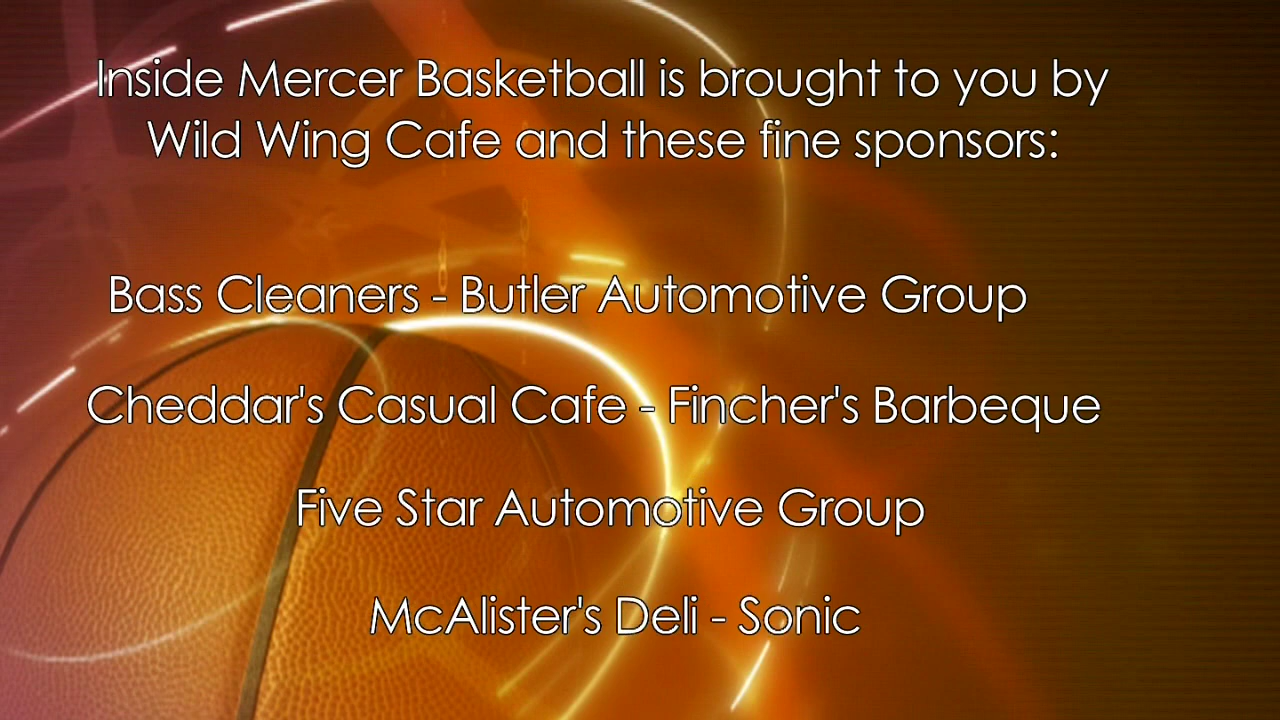 Inside Mercer Basketball is brought to you by
Wild Wing Cafe and these fine sponsors:
Bass Cleaners - Butler Automotive Group
Cheddar's Casual Cafe - Fincher's Barbeque
Five Star Automotive Group
McAlister's Deli - Sonic